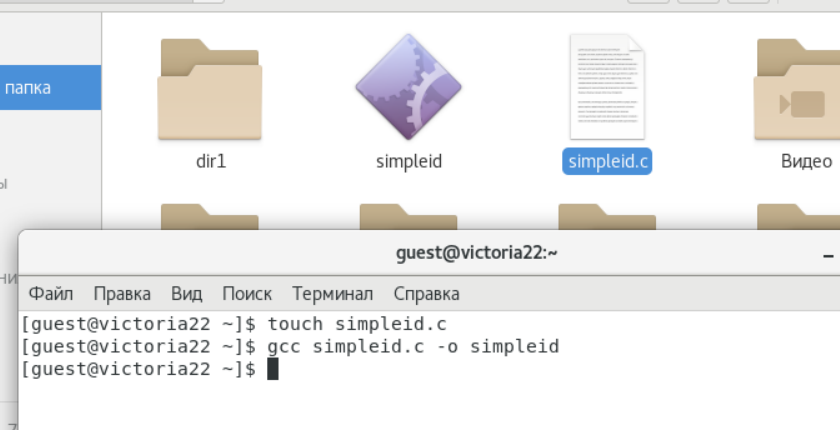 папка
ы
dir1
simpleid
simpleid.c
Видео
guest@victoria22:~
ни
Файл Правка Вид Поиск Терминал Справка
[guest@victoria22 ~]$ touch simpleid.c
[guest@victoria22 ~]$ gcc simpleid.c -o simpleid
[guest@victoria22 ~]$